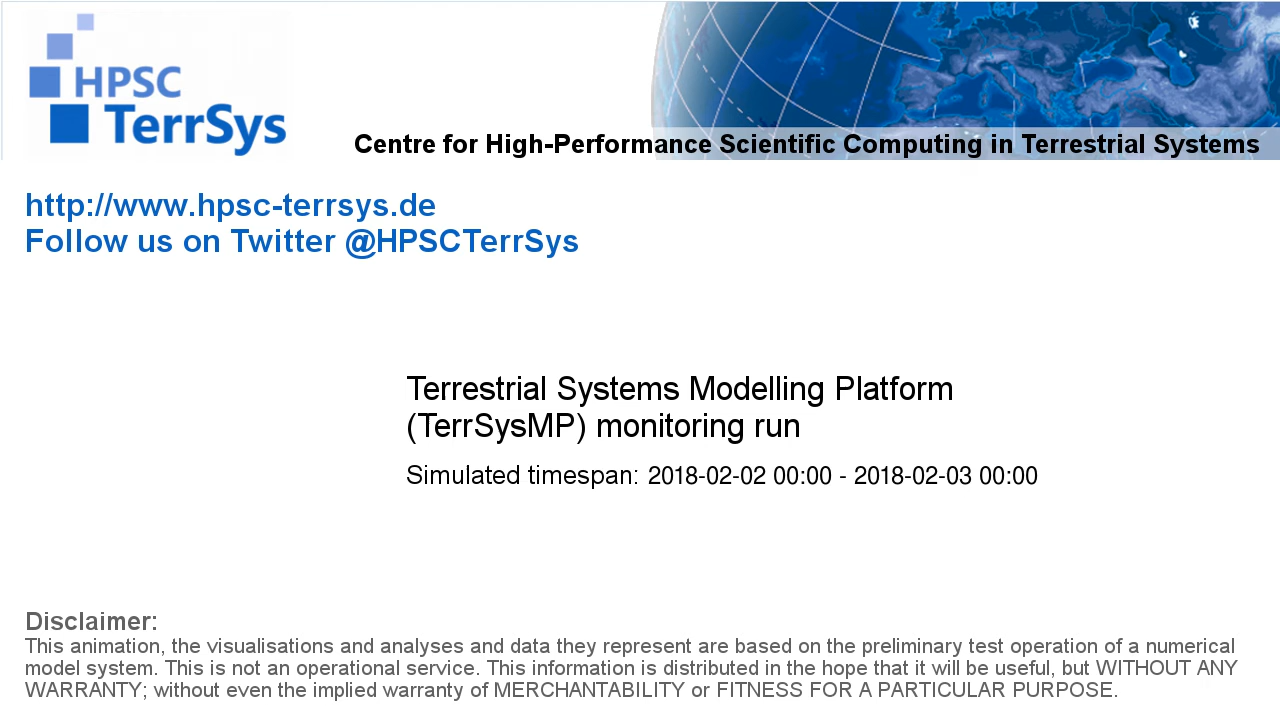 HPSC
TerrSys
Centre for High-Performance Scientific Computing in Terrestrial Systems
http://www.hpsc-terrsys.de
Follow us on Twitter @HPSCTerrSys
Terrestrial Systems Modelling Platform
(TerrSysMP) monitoring run
Simulated timespan: 2018-02-02 00:00 - 2018-02-03 00:00
Disclaimer:
This animation, the visualisations and analyses and data they represent are based on the preliminary test operation of a numerical
model system. This is not an operational service. This information is distributed in the hope that it will be useful, but WITHOUT ANY
WARRANTY; without even the implied warranty of MERCHANTABILITY or FITNESS FOR A PARTICULAR PURPOSE.